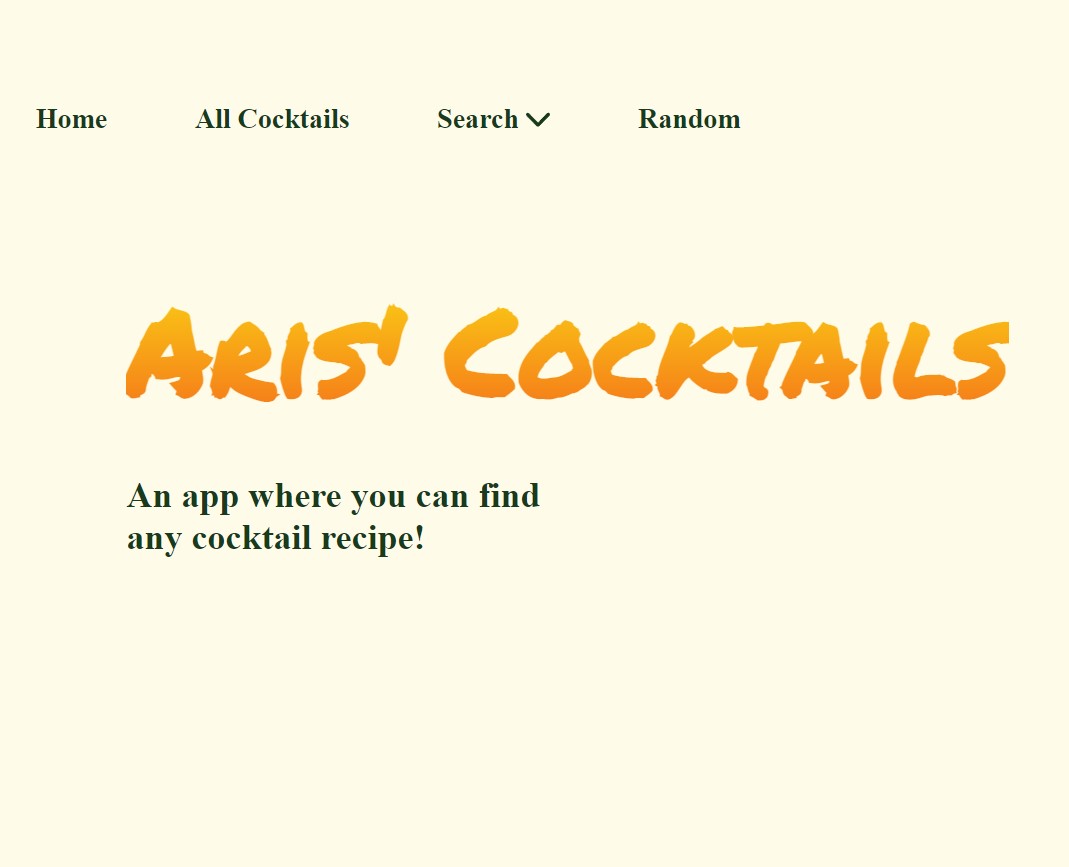 Home All Cocktails Search Random
Aris' Cocktails
An app where you can find
any cocktail recipe!